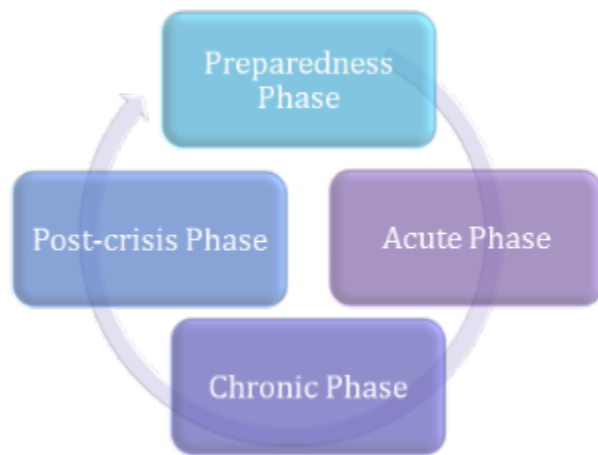 Preparedness
Phase
Post-crisis Phase
Acute Phase
Chronic Phase